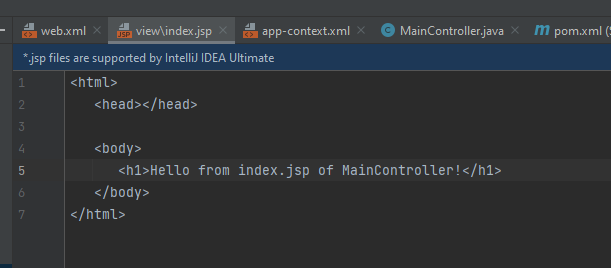 web.xml view\index.jsp app-context.xml MainController.java pom.xml (S
*.jsp files are supported by IntelliJ IDEA Ultimate
1 <html>
2 <head></head>
3
4 <body>
5 <h1>Hello from index.jsp of MainController!</h1>
6 </body>
7 </html>